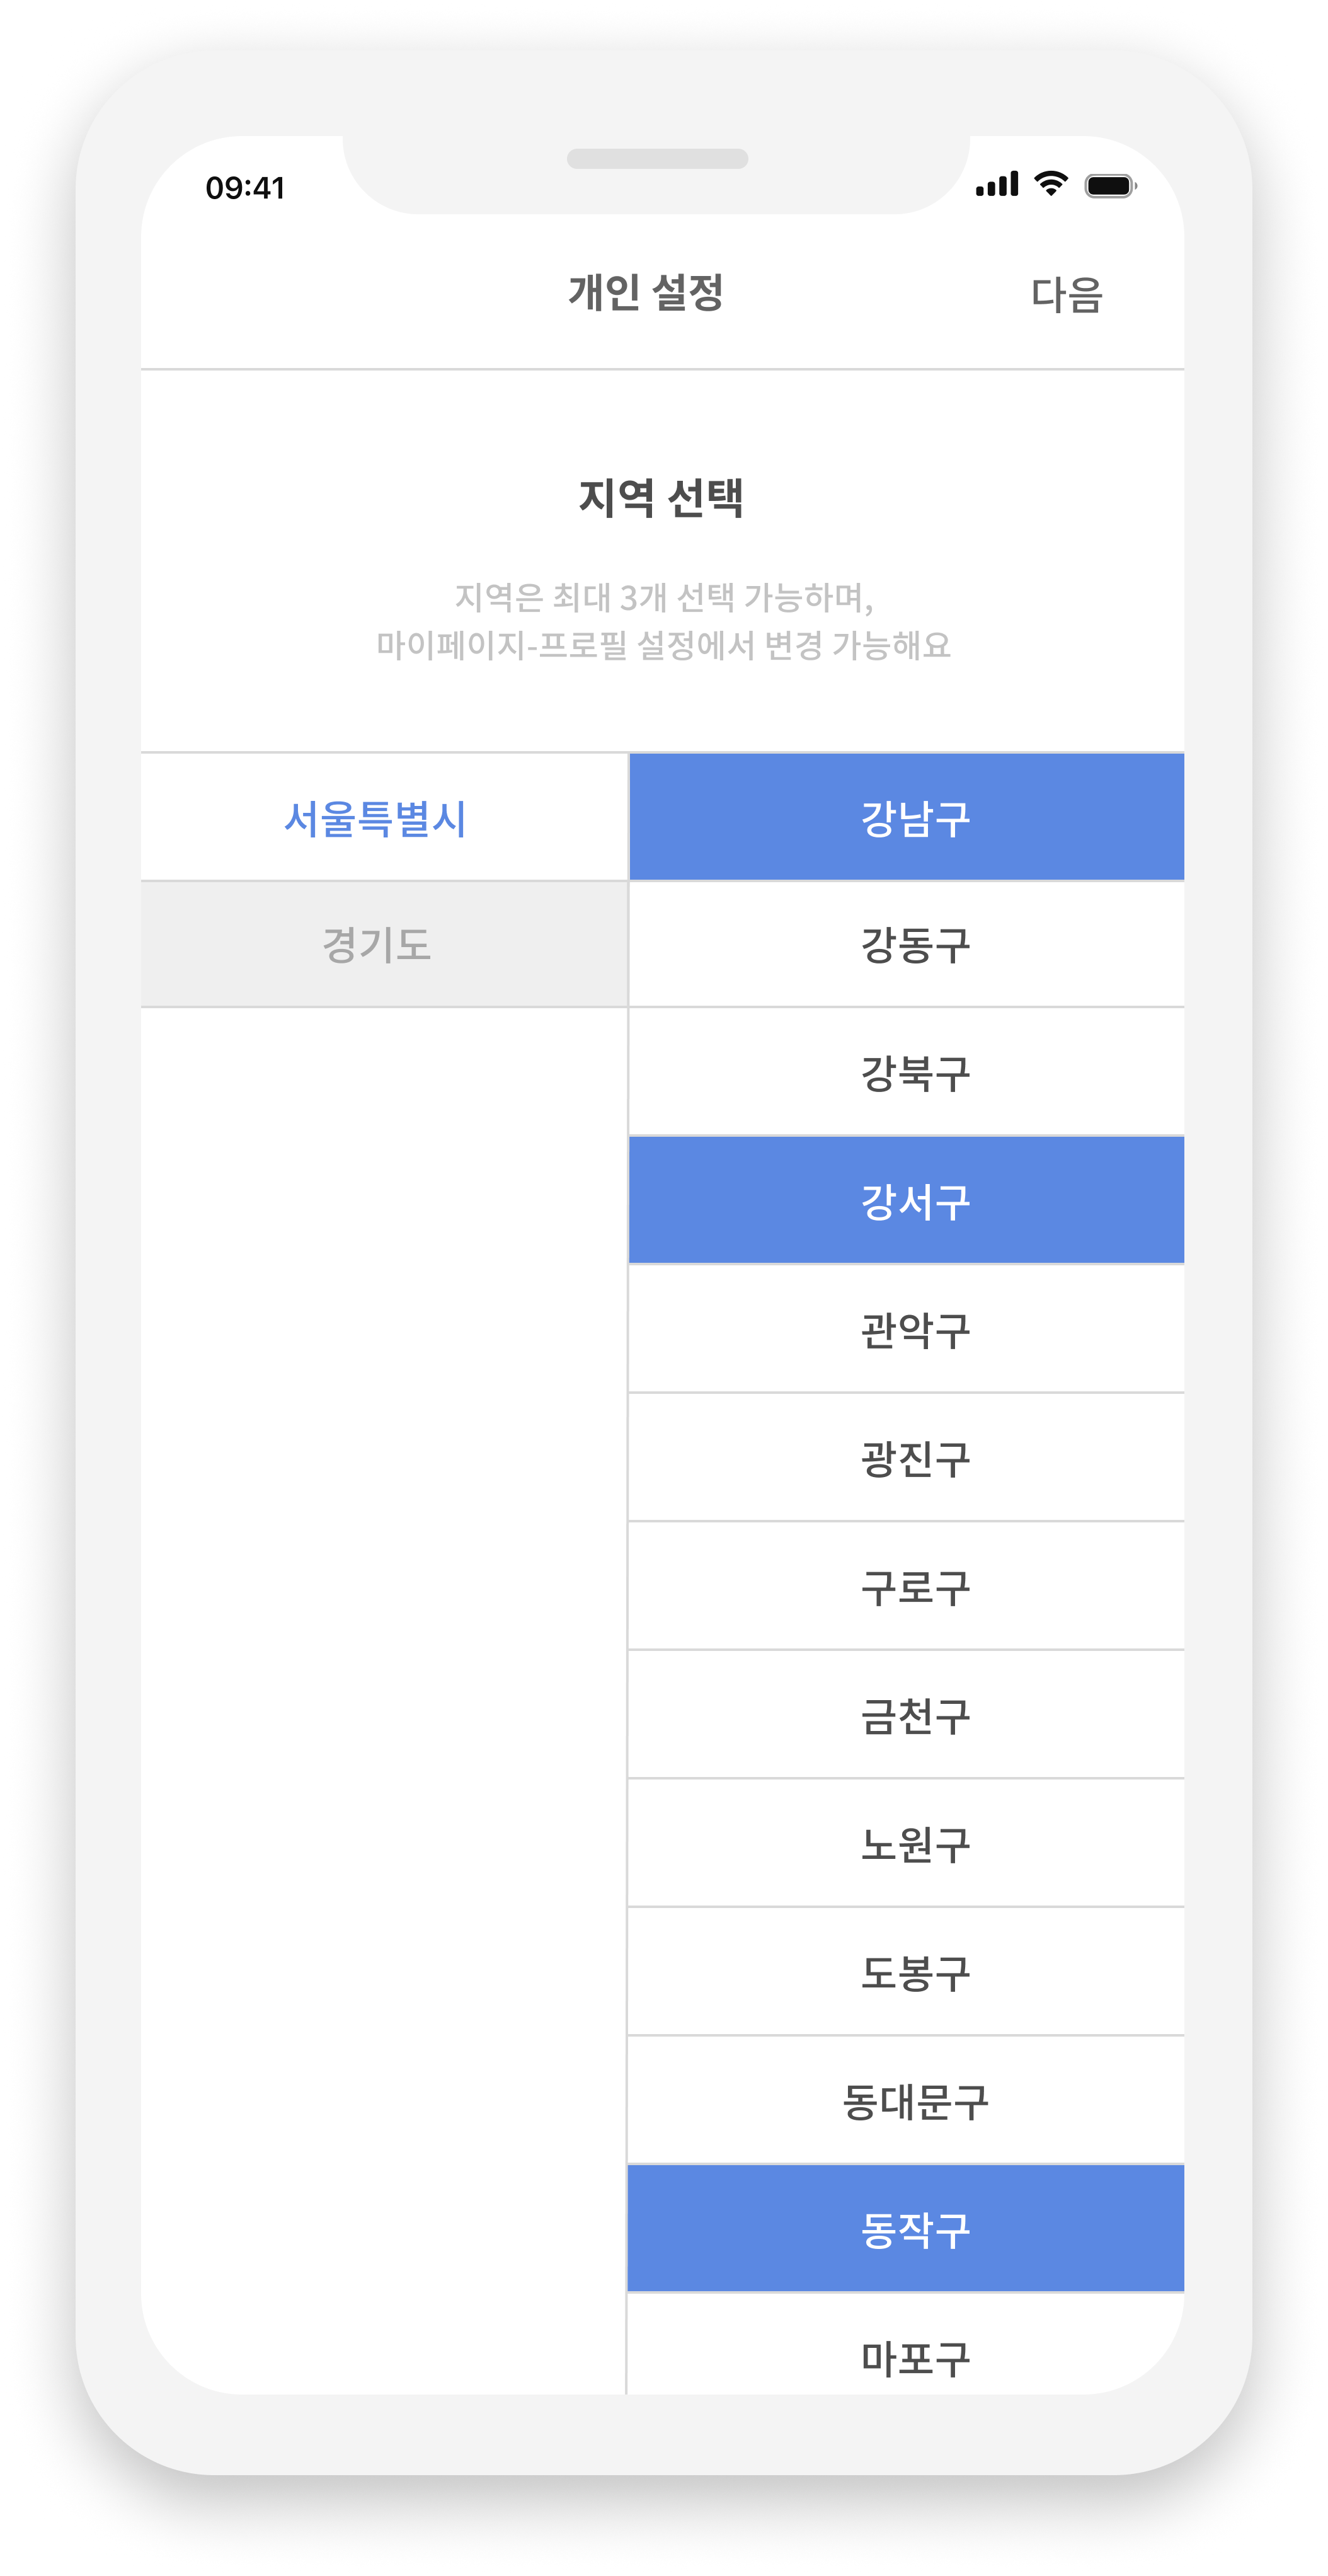 09:41
개인 설정
다음
지역 선택
지역은 최대 3개 선택 가능하며,
마이페이지-프로필 설정에서 변경 가능해요
서울특별시
경기도
강남구
강동구
강북구
강서구
관악구
광진구
구로구
금천구
노원구
도봉구
동대문구
동작구
마포구